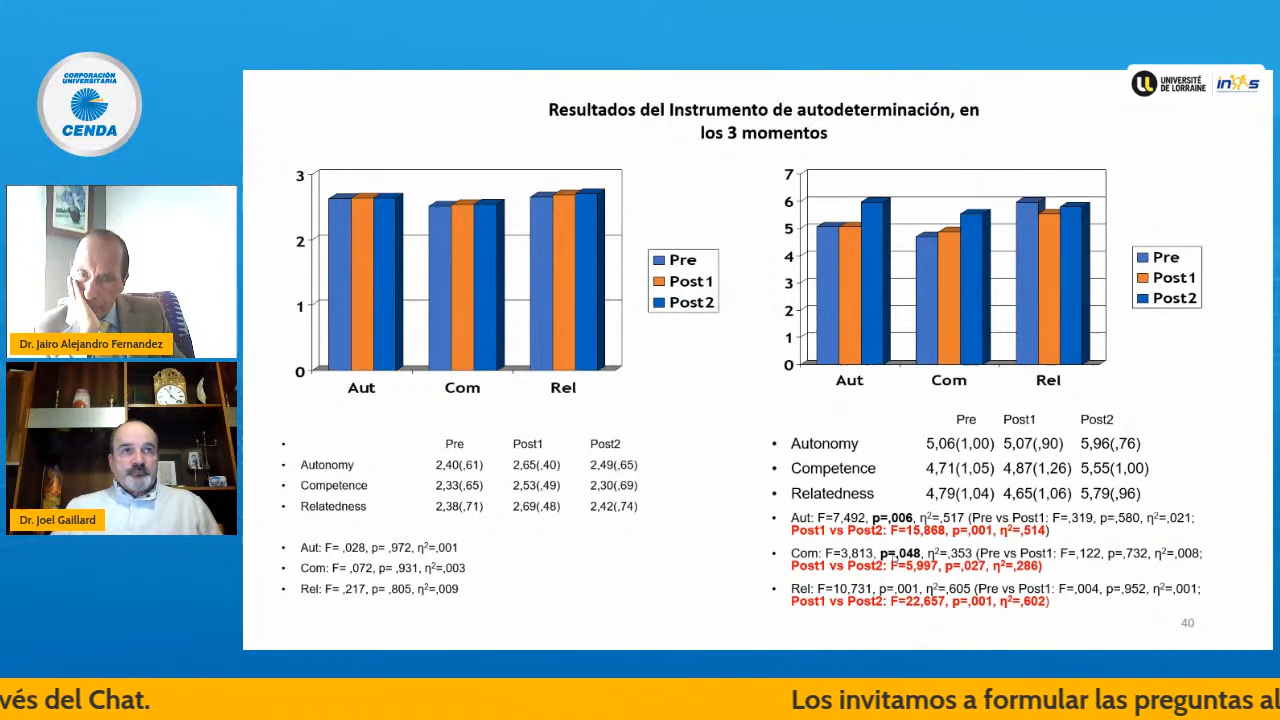 CORPORACIÓN
UNIVERSITARIA
CENDA
UNIVERSITÉ
DE LORRAINE
Resultados del Instrumento de autodeterminación, en
los 3 momentos
3
2
1
0
Aut Com Rel
Pre
Post1
Post2
7
6
5
4
3
2
1
0
Aut Com Rel
Pre
Post1
Post2
Dr. Jairo Alejandro Fernandez
Dr. Joel Gaillard
• Pre Post1 Post2
• Autonomy 2,40(,61) 2,65(,40) 2,49(,65)
• Competence 2,33(,65) 2,53(,49) 2,30(,69)
• Relatedness 2,38(,71) 2,69(,48) 2,42(,74)
• Aut: F= ,028, p= ,972, η²=,001
• Com: F= ,072, p= ,931, η²=,003
• Rel: F= ,217, p= ,805, η²=,009
Pre Post1 Post2
• Autonomy 5,06(1,00) 5,07(,90) 5,96(,76)
• Competence 4,71(1,05) 4,87(1,26) 5,55(1,00)
• Relatedness 4,79(1,04) 4,65(1,06) 5,79(,96)
• Aut: F=7,492, p=,006, η²=,517 (Pre vs Post1: F=,319, p=,580, η²=,021;
Post1 vs Post2: F=15,868, p=,001, η²=,514)
• Com: F=3,813, p=,048, η²=,353 (Pre vs Post1: F=,122, p=,732, η²=,008;
Post1 vs Post2: F=5,997, p=,027, η²=,286)
• Rel: F=10,731, p=,001, η²=,605 (Pre vs Post1: F=,004, p=,952, η²=,001;
Post1 vs Post2: F=22,657, p=,001, η²=,602)
40
vés del Chat. Los invitamos a formular las preguntas al